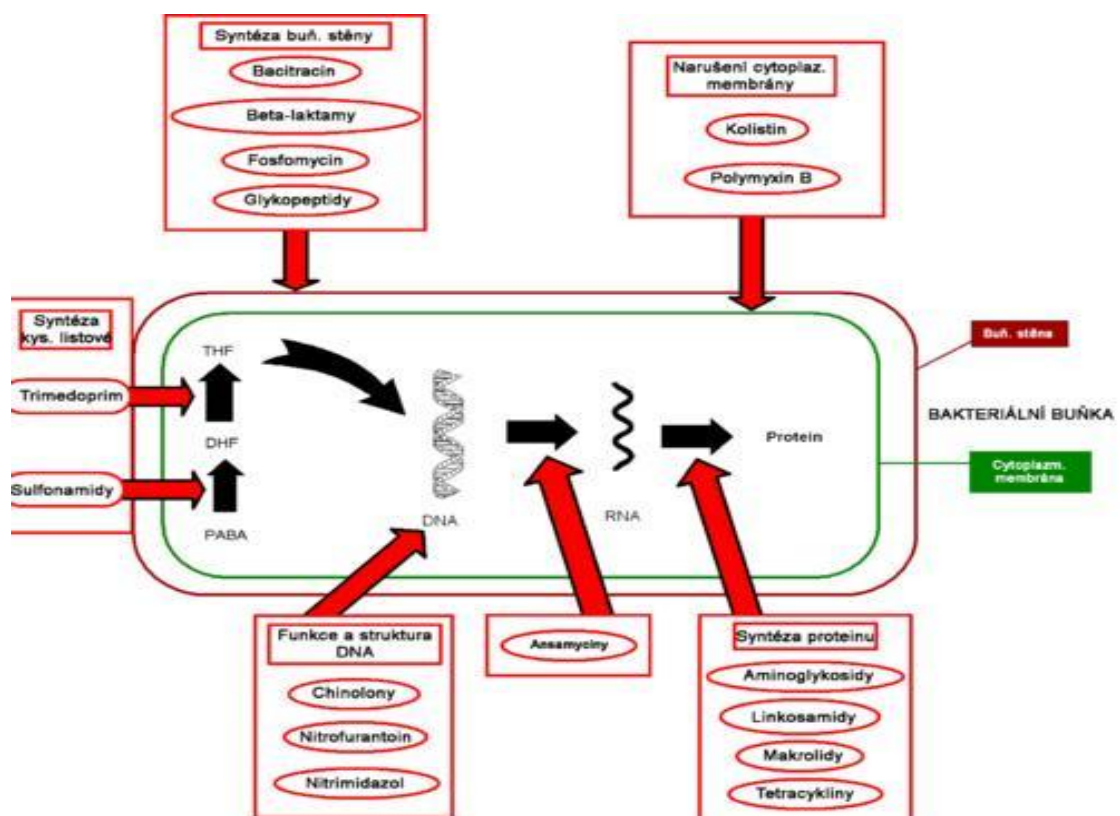 Syntéza buň. stěny
Bacitracin
Beta-laktamy
Fosfomycin
Glykopeptidy
Narušení cytoplaz.
membrány
Kolistin
Polymyxin B
Syntéza
kys. listové
Trimedoprim
Sulfonamidy
THF
DHF
PABA
DNA
RNA
Protein
Buň. stěna
BAKTERIÁLNÍ BUŇKA
Cytoplazm.
membrána
Funkce a struktura
DNA
Chinolony
Nitrofurantoin
Nitrimidazol
Ansamyciny
Syntéza proteinu
Aminoglykosidy
Linkosamidy
Makrolidy
Tetracykliny